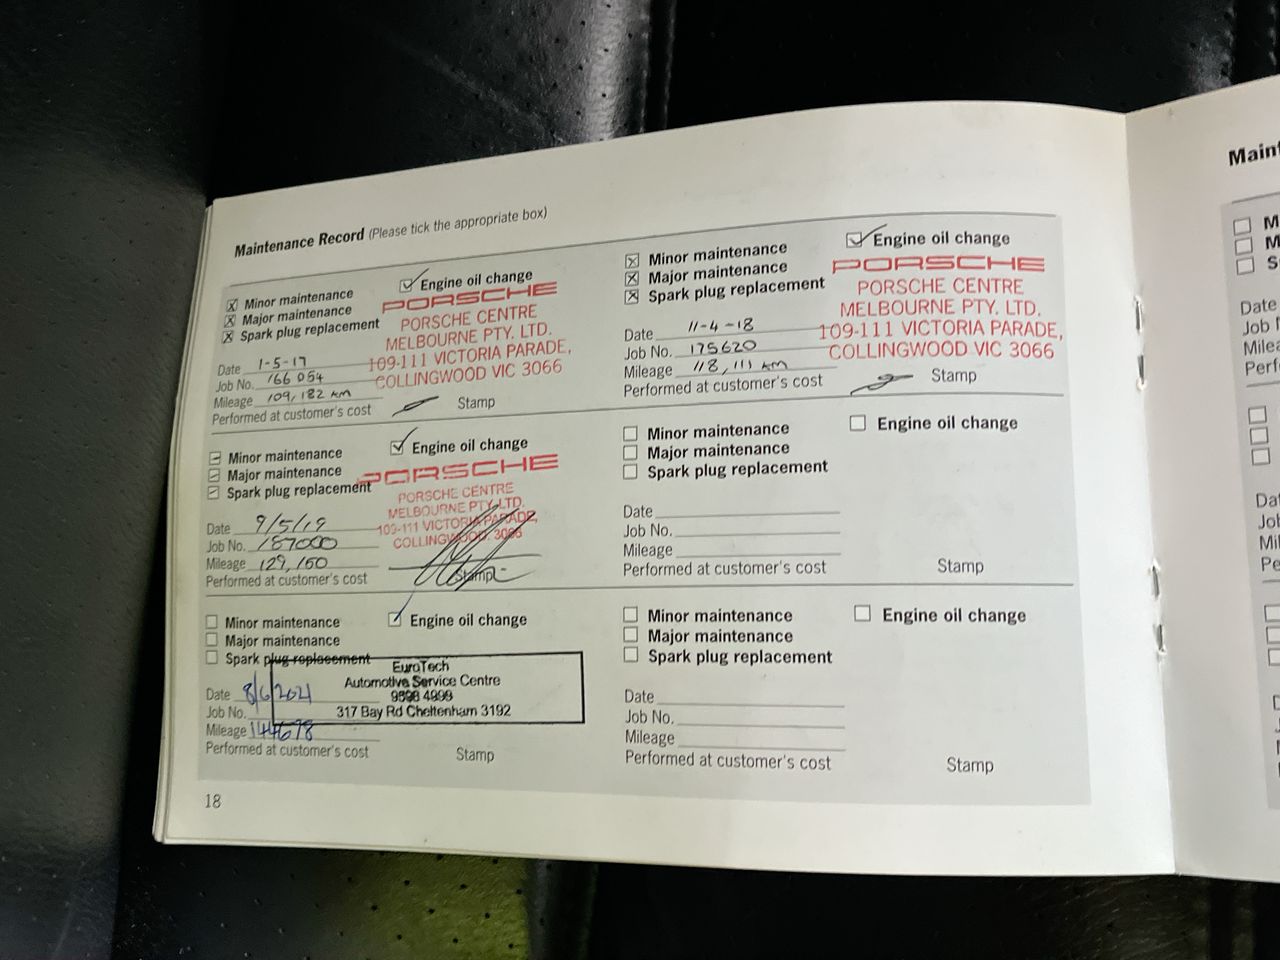 Maintenance Record (Please tick the appropriate box)
Engine oil change
Minor maintenance
Major maintenance
Spark plug replacement
PORSCHE
PORSCHE CENTRE
MELBOURNE PTY. LTD.
109-111 VICTORIA PARADE,
COLLINGWOOD VIC 3066
Date 1-5-17
Job No. 166 054
Mileage 109,182 KM
Performed at customer's cost
Stamp
Engine oil change
Minor maintenance
Major maintenance
Spark plug replacement
PORSCHE
PORSCHE CENTRE
MELBOURNE PTY. LTD.
109-111 VICTORIA PARADE,
COLLINGWOOD VIC 3066
Date 11-4-18
Job No. 175620
Mileage 118,111 KM
Performed at customer's cost
Stamp
Engine oil change
Minor maintenance
Major maintenance
Spark plug replacement
PORSCHE
PORSCHE CENTRE
MELBOURNE PTY. LTD.
109-111 VICTORIA PARADE,
COLLINGWOOD 3066
Date 9/5/19
Job No. 187000
Mileage 129,150
Performed at customer's cost
Stamp
Minor maintenance
Engine oil change
Major maintenance
Spark plug replacement
Date
Job No.
Mileage
Performed at customer's cost
Stamp
Minor maintenance
Engine oil change
Major maintenance
Spark plug replacement
EuroTech
Automotive Service Centre
317 Bay Rd Cheltenham 3192
Date 8/6/2021
Job No.
Mileage 144678
Performed at customer's cost
Stamp
Minor maintenance
Engine oil change
Major maintenance
Spark plug replacement
Date
Job No.
Mileage
Performed at customer's cost
Stamp
18
Date
Job